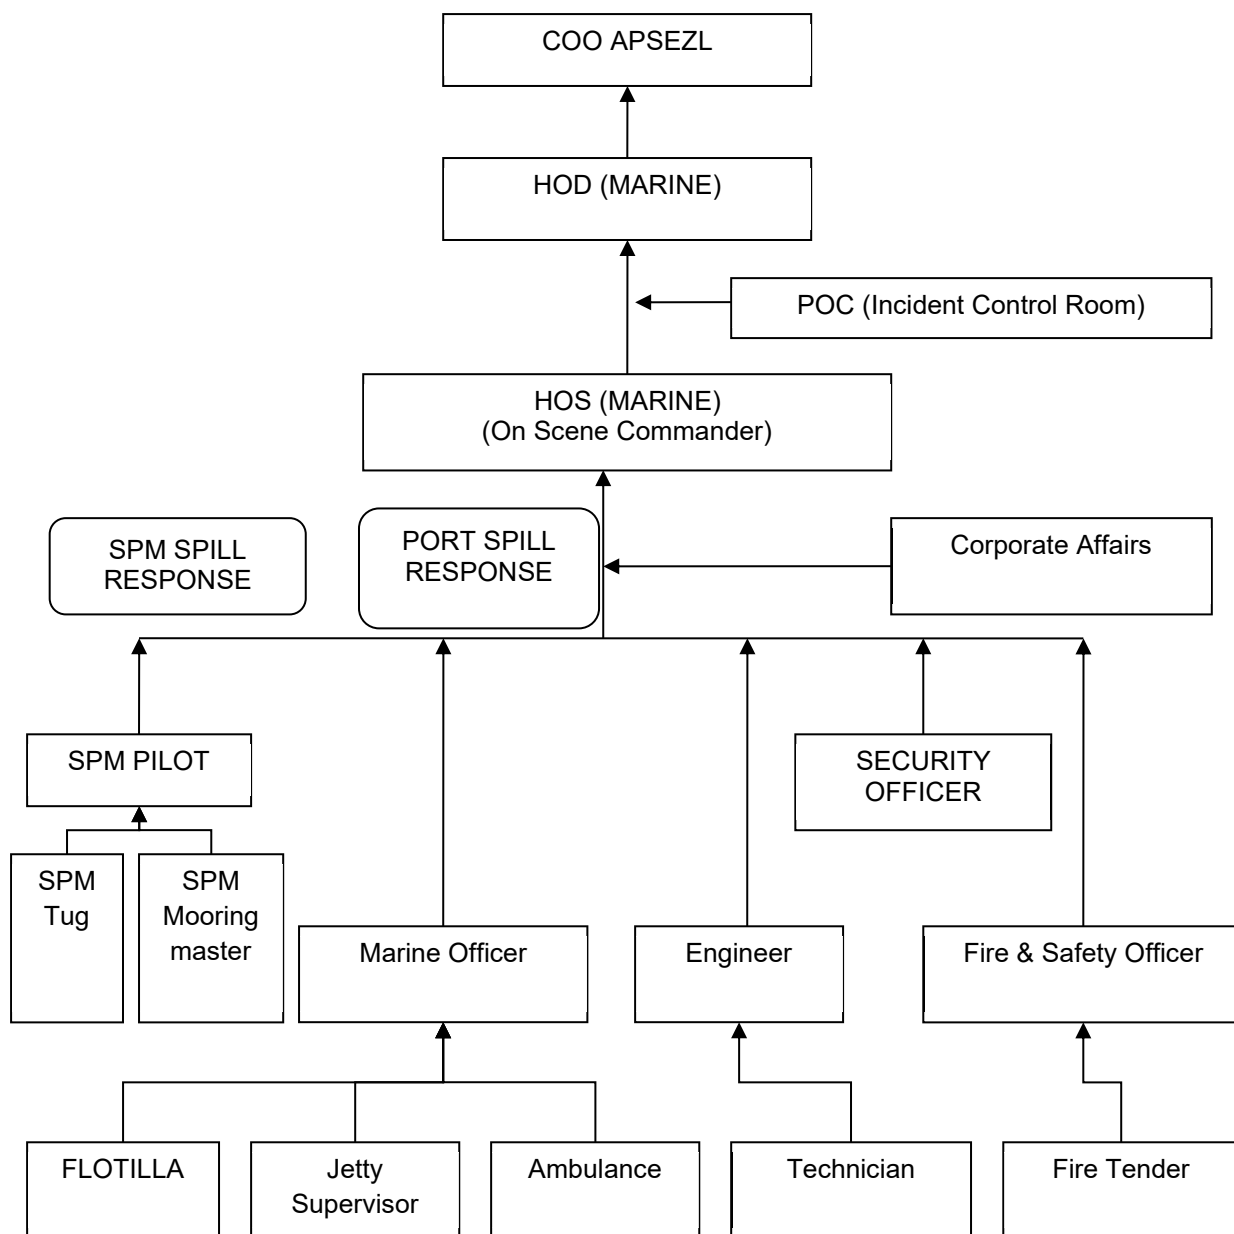 COO APSEZL
HOD (MARINE)
POC (Incident Control Room)
HOS (MARINE)
(On Scene Commander)
SPM SPILL
RESPONSE
PORT SPILL
RESPONSE
Corporate Affairs
SPM PILOT
SECURITY
OFFICER
SPM
Tug
SPM
Mooring
master
Marine Officer
Engineer
Fire & Safety Officer
FLOTILLA
Jetty
Supervisor
Ambulance
Technician
Fire Tender